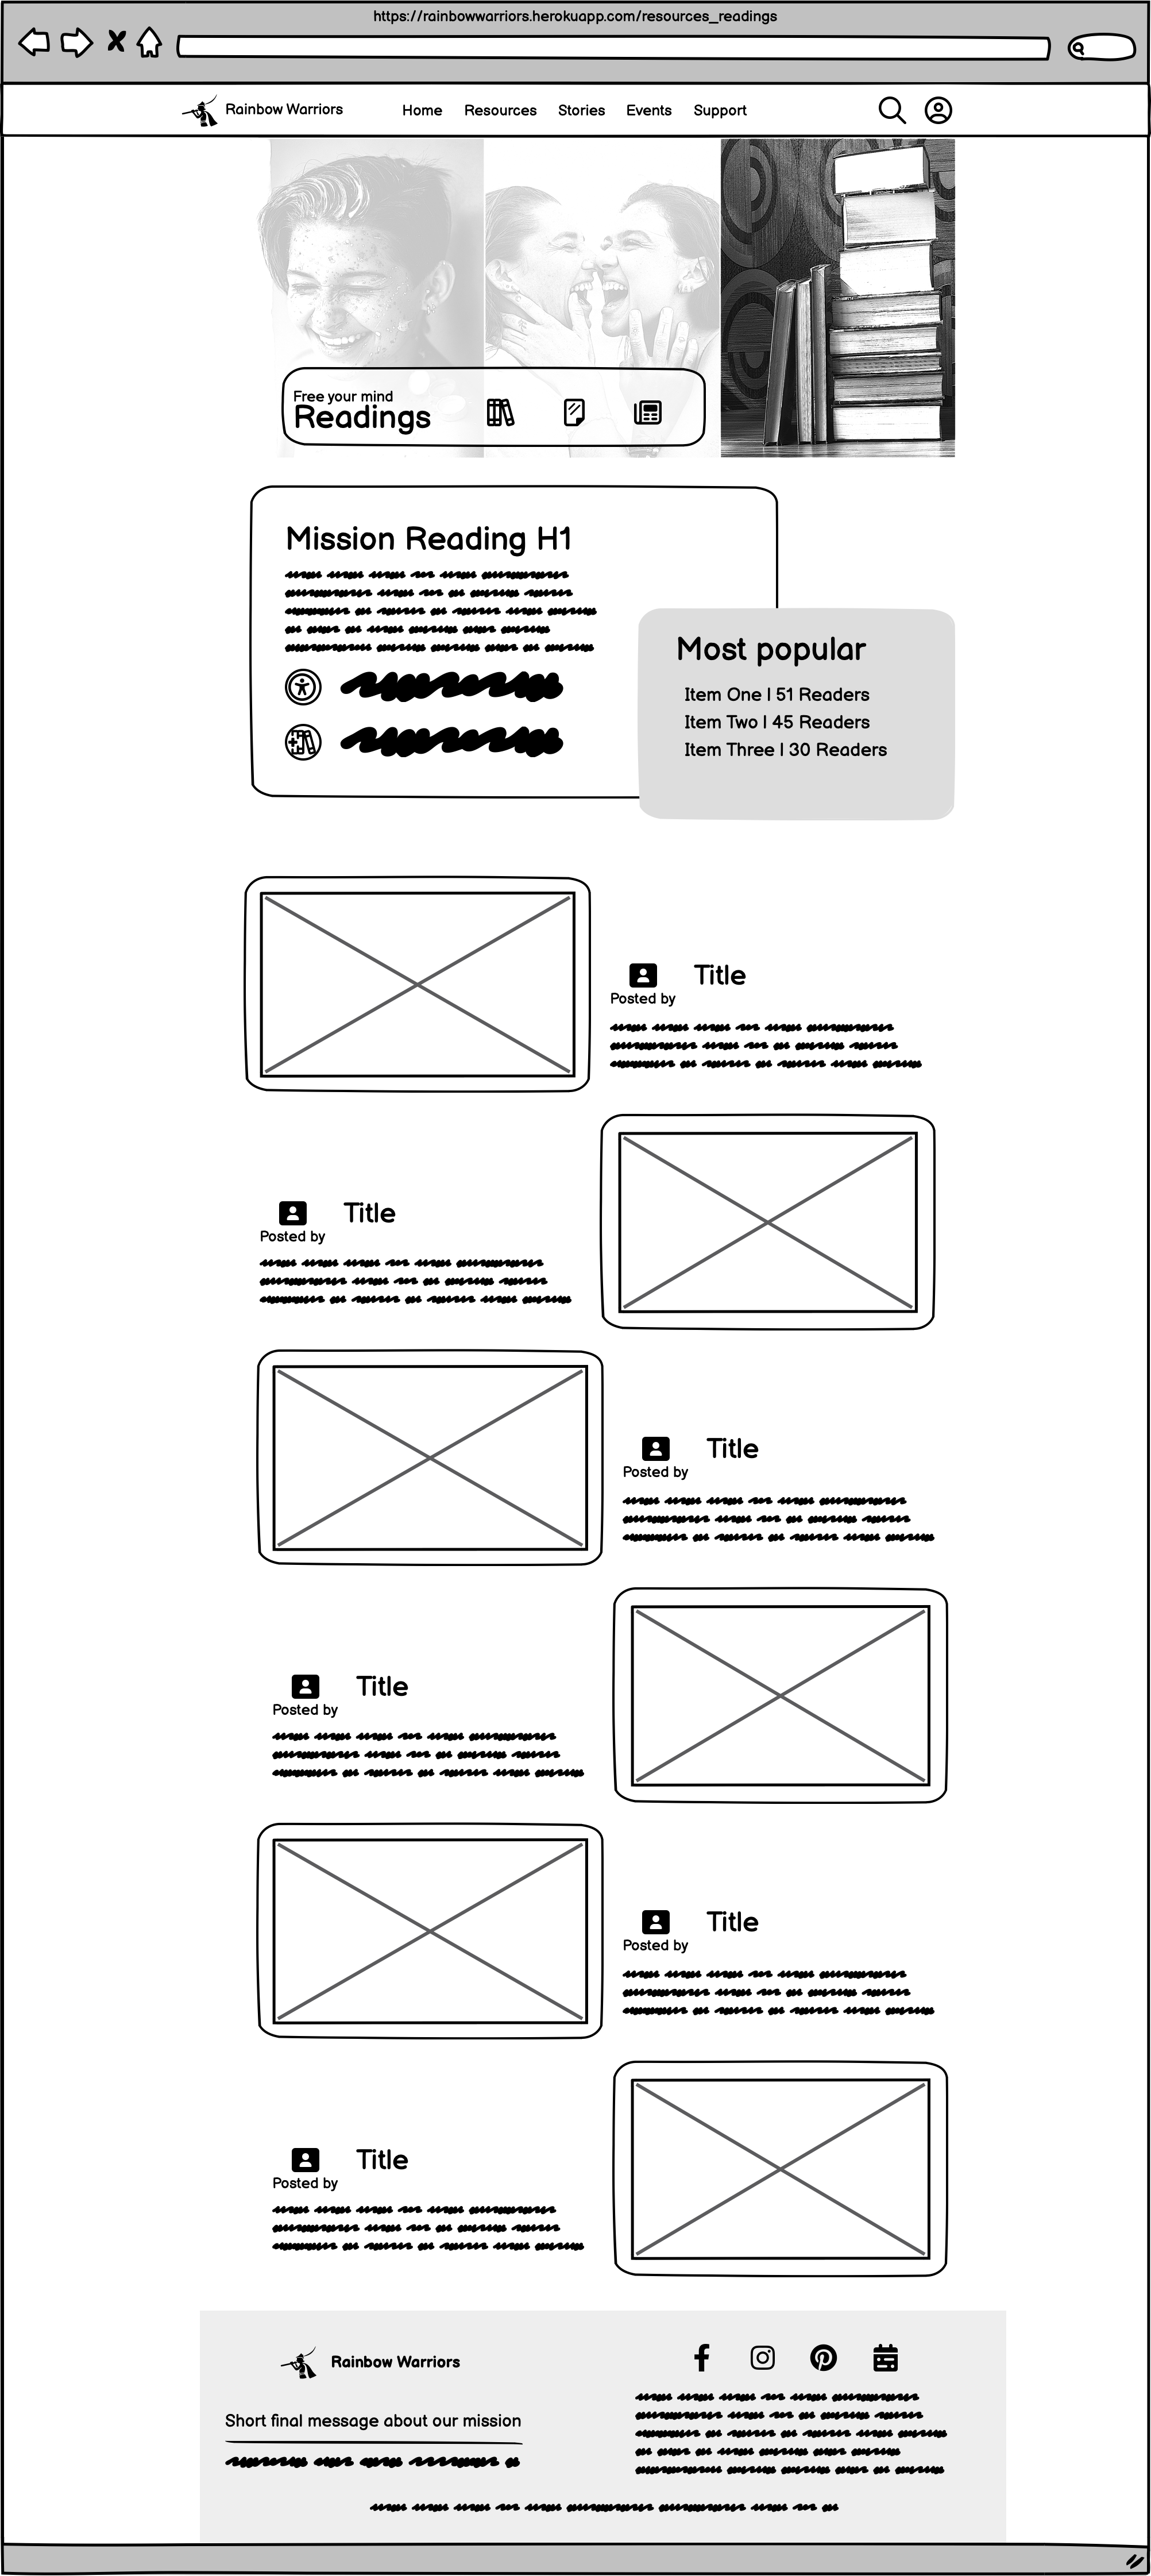 https://rainbowwarriors.herokuapp.com/resources_readings
Rainbow Warriors Home Resources Stories Events Support
Free your mind
Readings
Mission Reading H1
Most popular
Item One | 51 Readers
Item Two | 45 Readers
Item Three | 30 Readers
Title
Posted by
Title
Posted by
Title
Posted by
Title
Posted by
Title
Posted by
Title
Posted by
Rainbow Warriors
Short final message about our mission